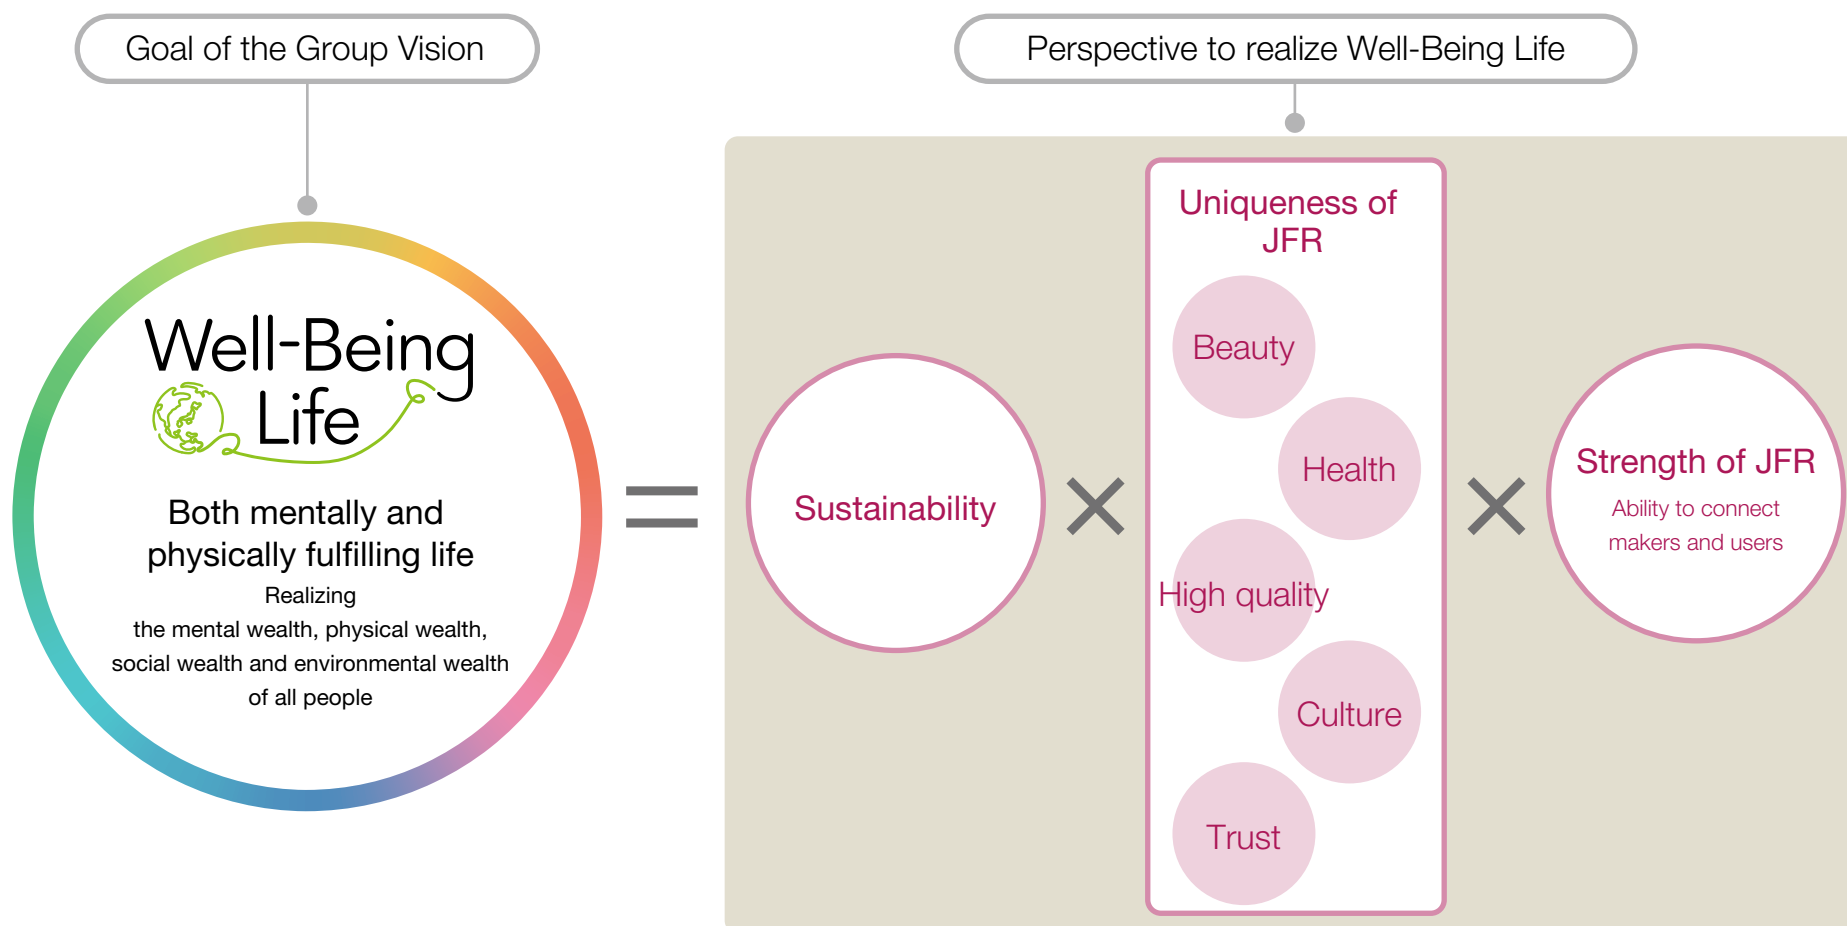 Goal of the Group Vision
Perspective to realize Well-Being Life
Well-Being
Life
Both mentally and
physically fulfilling life
Realizing
the mental wealth, physical wealth,
social wealth and environmental wealth
of all people
=
Sustainability
×
Uniqueness of
JFR
Beauty
Health
High quality
Culture
Trust
×
Strength of JFR
Ability to connect
makers and users